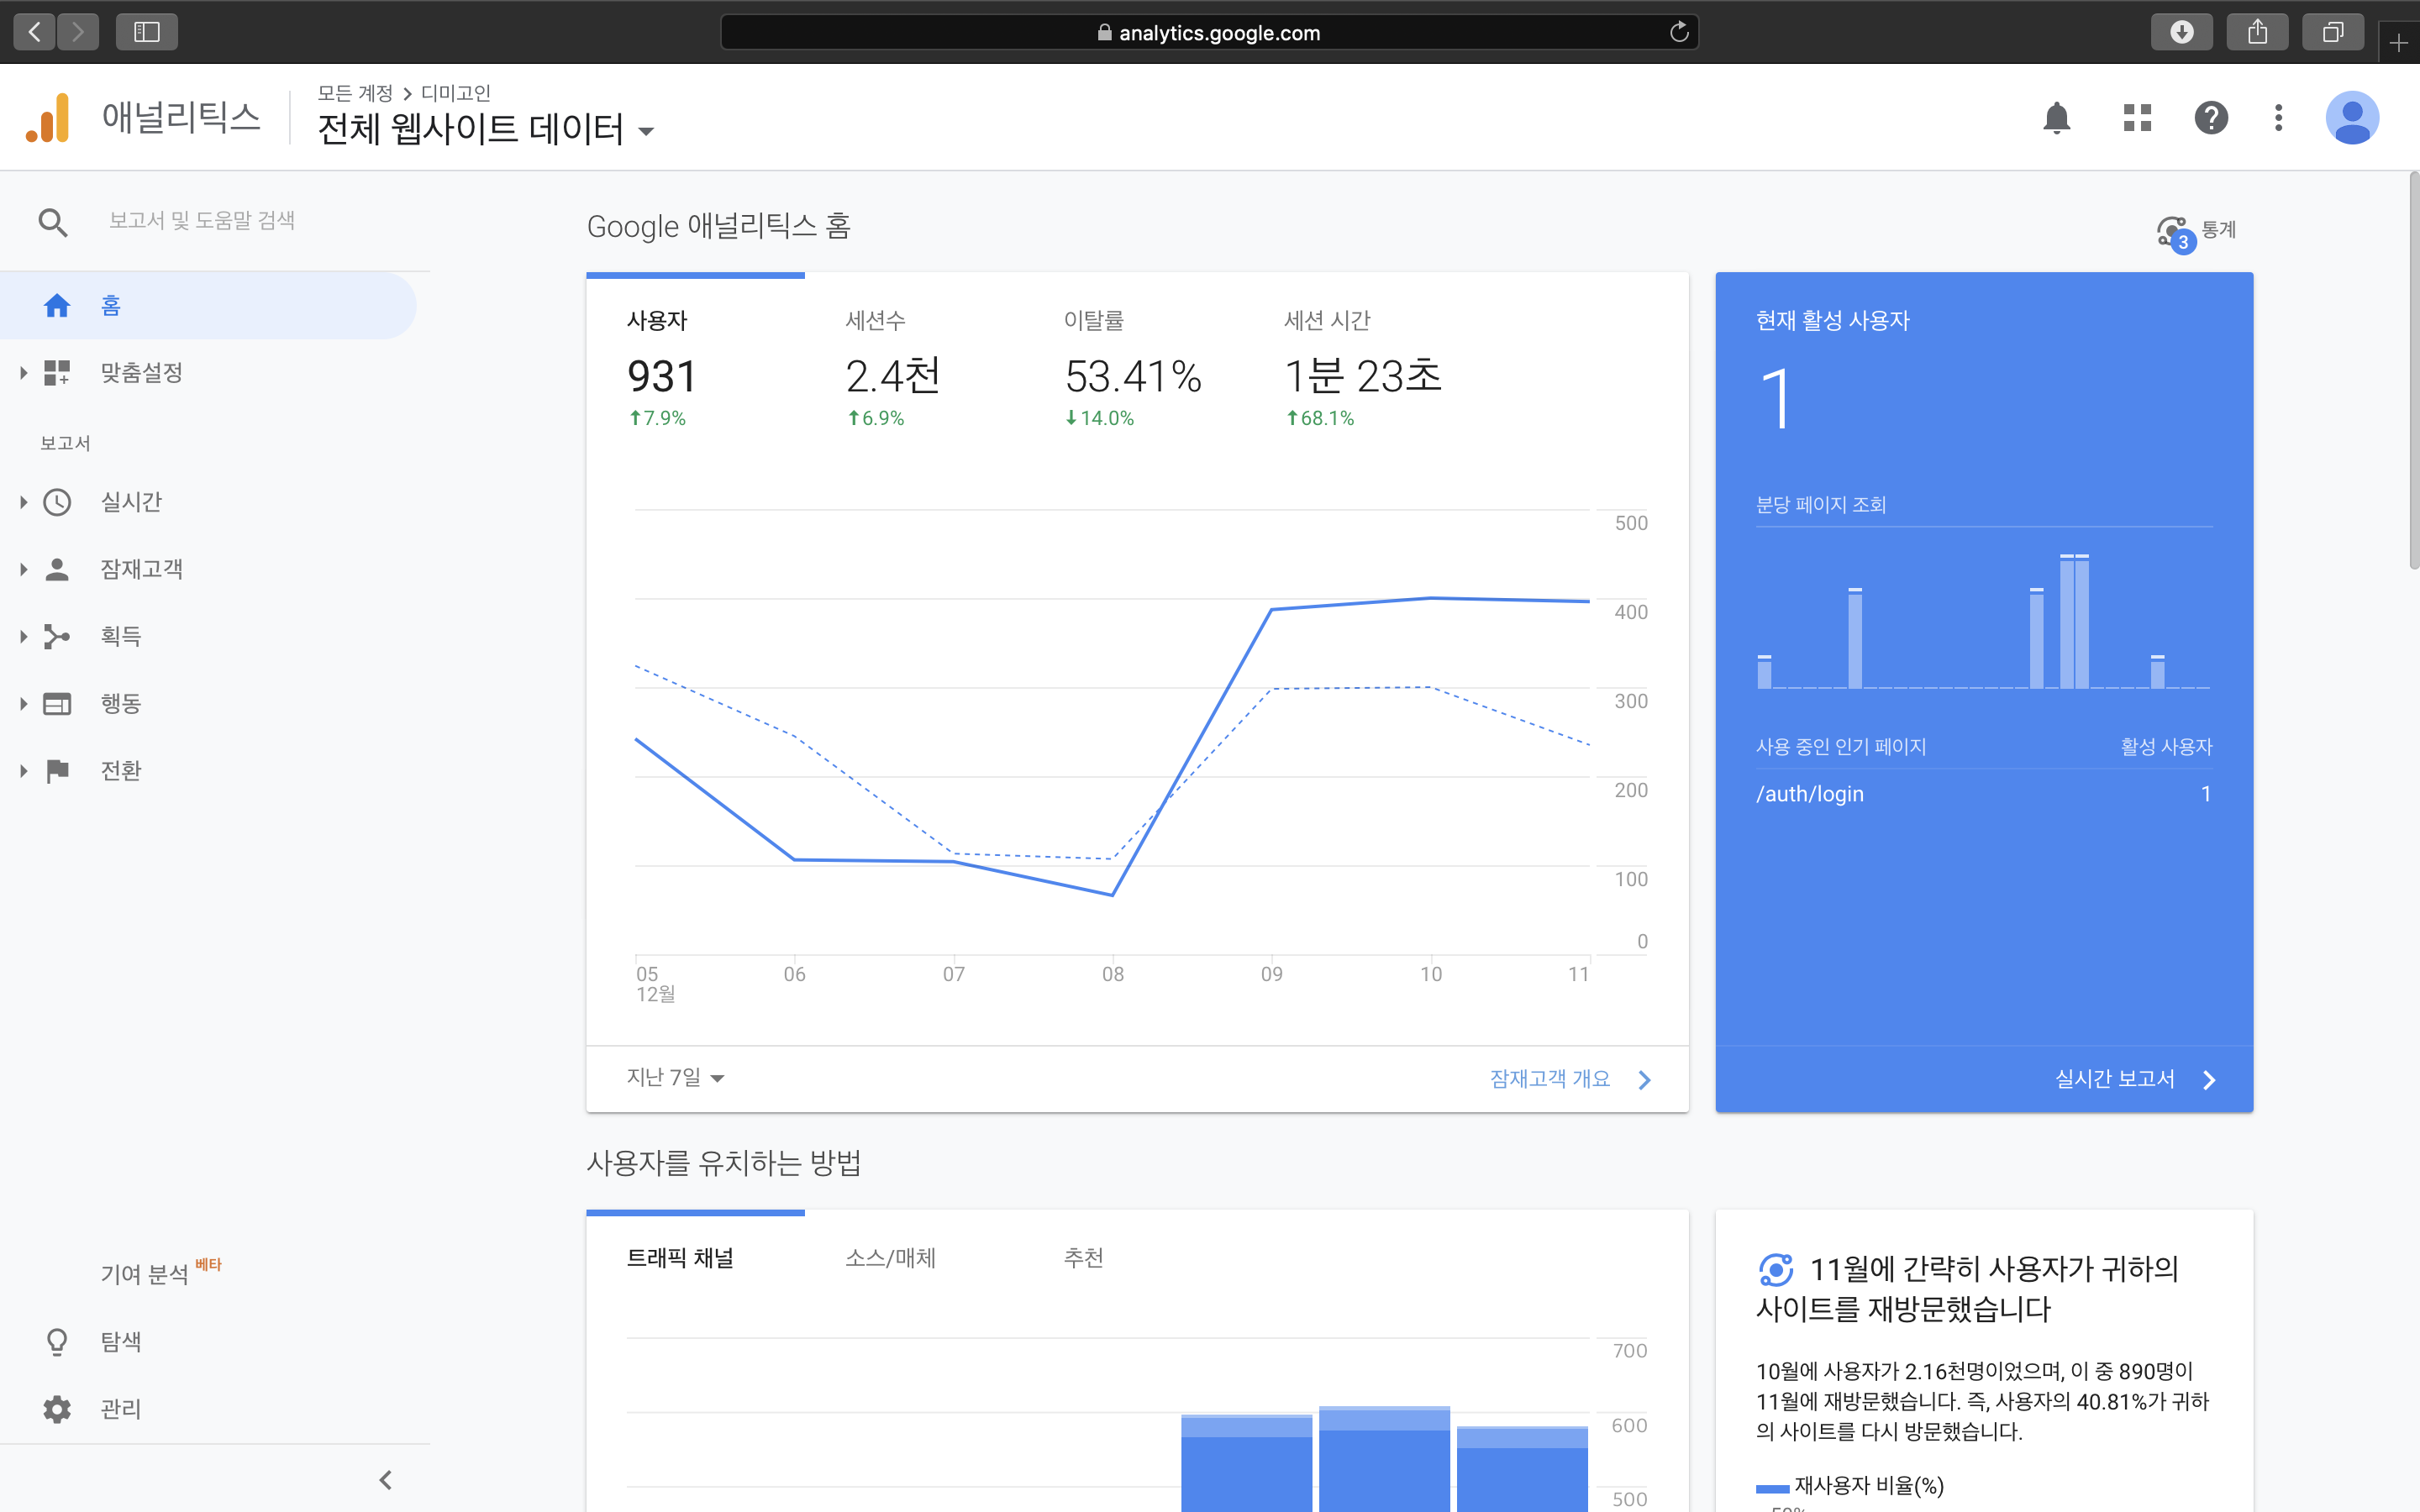 analytics.google.com
애널리틱스
모든 계정 > 디미고인
전체 웹사이트 데이터
보고서 및 도움말 검색
홈
맞춤설정
보고서
실시간
잠재고객
획득
행동
전환
기여 분석 베타
탐색
관리
Google 애널리틱스 홈
3 통계
사용자 세션수 이탈률 세션 시간
931 2.4천 53.41% 1분 23초
↑7.9% ↑6.9% ↓14.0% ↑68.1%
500
400
300
200
100
0
05 06 07 08 09 10 11
12월
지난 7일
잠재고객 개요
현재 활성 사용자
1
분당 페이지 조회
사용 중인 인기 페이지 활성 사용자
/auth/login 1
실시간 보고서
사용자를 유치하는 방법
트래픽 채널 소스/매체 추천
700
600
500
11월에 간략히 사용자가 귀하의
사이트를 재방문했습니다
10월에 사용자가 2.16천명이었으며, 이 중 890명이
11월에 재방문했습니다. 즉, 사용자의 40.81%가 귀하
의 사이트를 다시 방문했습니다.
재사용자 비율(%)